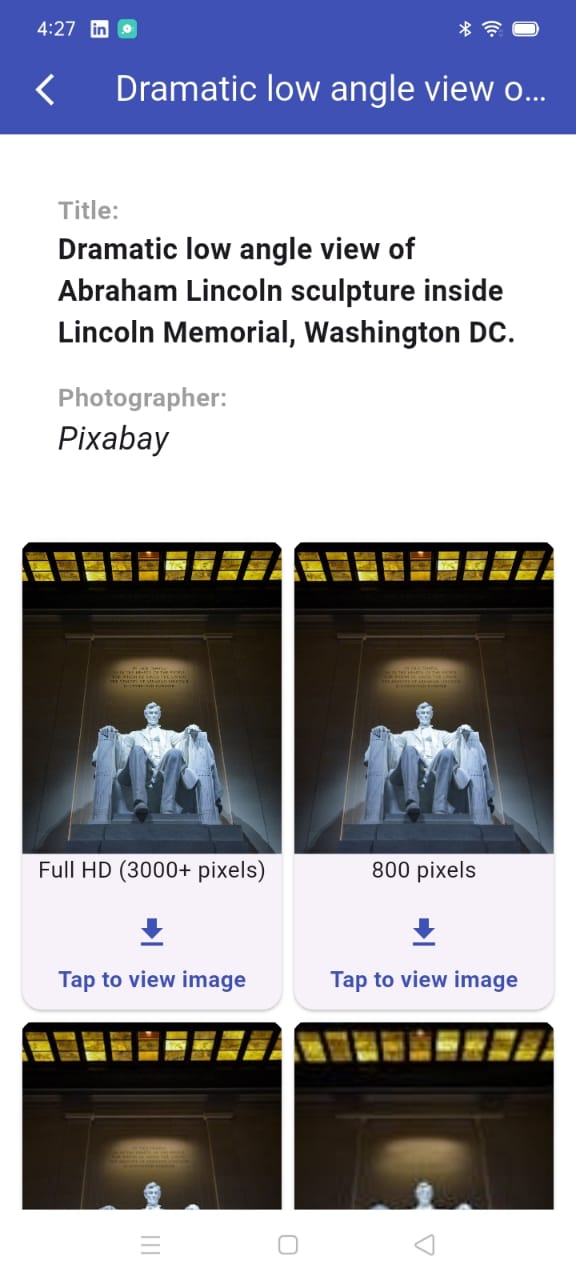 4:27
Dramatic low angle view o...
Title:
Dramatic low angle view of
Abraham Lincoln sculpture inside
Lincoln Memorial, Washington DC.
Photographer:
Pixabay
Full HD (3000+ pixels)
800 pixels
Tap to view image
Tap to view image